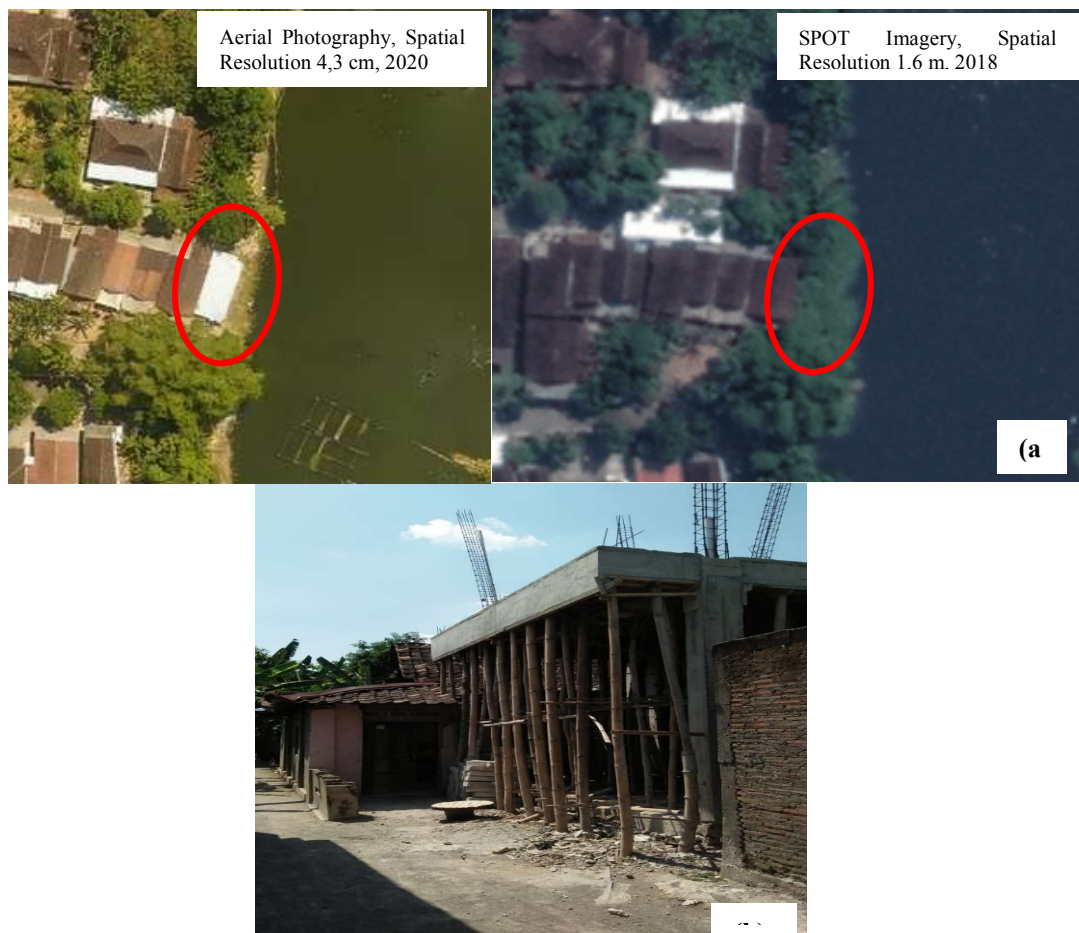 Aerial Photography, Spatial
Resolution 4,3 cm, 2020
SPOT Imagery, Spatial
Resolution 1.6 m. 2018
(a